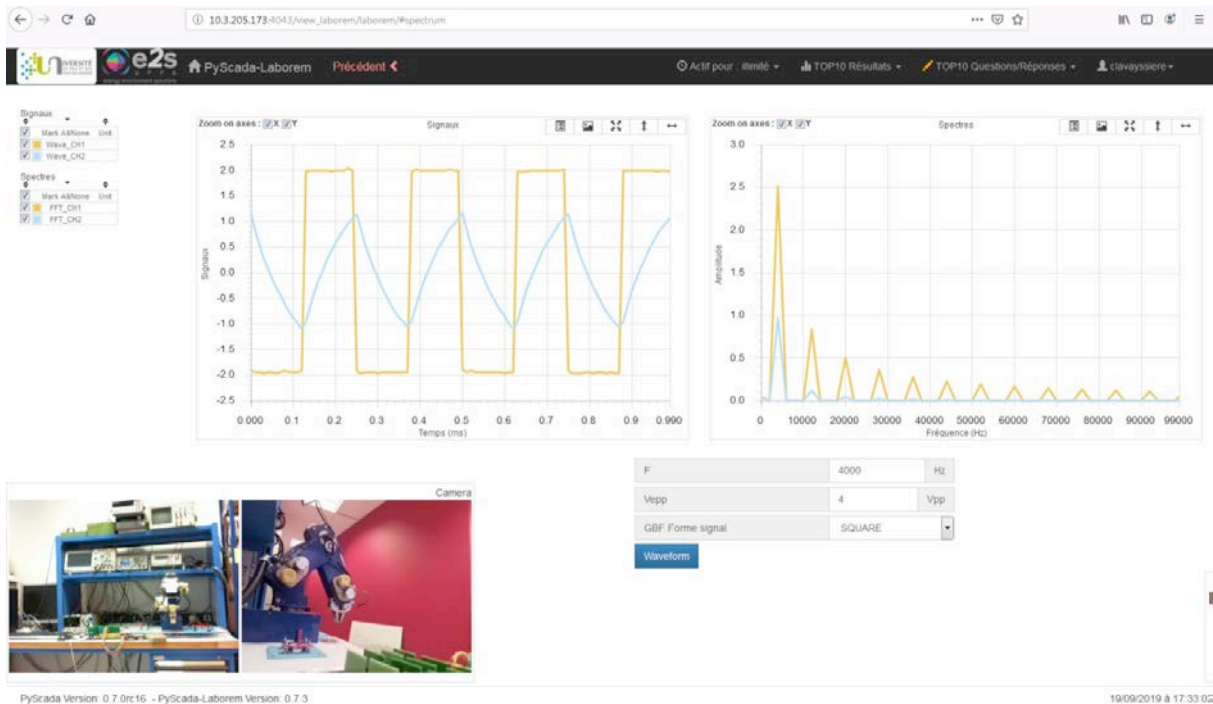 10.3.205.173:4043/view_laborem/laborem/#spectrum
UNIVERSITÉ
e2s
UPPA
energy environment solutions
PyScada-Laborem
Précédent
Actif pour : illimité
TOP10 Résultats
TOP10 Questions/Réponses
clavayssiere
Signaux
Mark All/None Unit
Wave_CH1
Wave_CH2
Spectres
Mark All/None Unit
FFT_CH1
FFT_CH2
Zoom on axes : X Y Signaux
2.5
2.0
1.5
1.0
0.5
0.0
-0.5
-1.0
-1.5
-2.0
-2.5
Signaux
0.000 0.1 0.2 0.3 0.4 0.5 0.6 0.7 0.8 0.9 0.990
Temps (ms)
Zoom on axes : X Y Spectres
3.0
2.5
2.0
1.5
1.0
0.5
0.0
Amplitude
0 10000 20000 30000 40000 50000 60000 70000 80000 90000 99000
Fréquence (Hz)
F 4000 Hz
Vepp 4 Vpp
GBF Forme signal SQUARE
Waveform
Camera
PyScada Version: 0.7.0rc16 - PyScada-Laborem Version: 0.7.3
19/09/2019 à 17:33:02